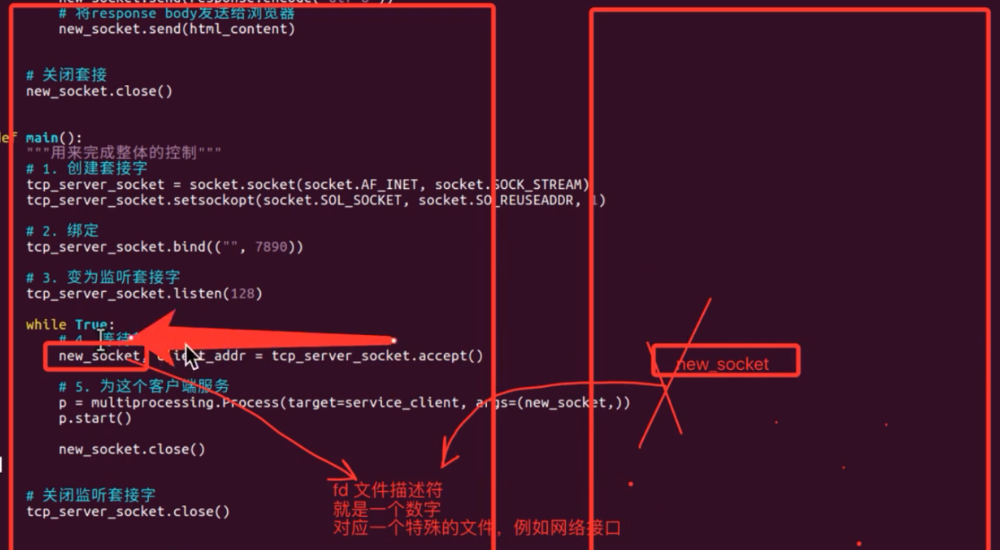 new_socket.send(response.encode("utf-8"))
# 将response body发送给浏览器
new_socket.send(html_content)
# 关闭套接
new_socket.close()
def main():
"""用来完成整体的控制"""
# 1. 创建套接字
tcp_server_socket = socket.socket(socket.AF_INET, socket.SOCK_STREAM)
tcp_server_socket.setsockopt(socket.SOL_SOCKET, socket.SO_REUSEADDR, 1)
# 2. 绑定
tcp_server_socket.bind(("", 7890))
# 3. 变为监听套接字
tcp_server_socket.listen(128)
while True:
# 4. 等待
new_socket, client_addr = tcp_server_socket.accept()
new_socket
# 5. 为这个客户端服务
p = multiprocessing.Process(target=service_client, args=(new_socket,))
p.start()
new_socket.close()
fd 文件描述符
就是一个数字
对应一个特殊的文件，例如网络接口
# 关闭监听套接字
tcp_server_socket.close()